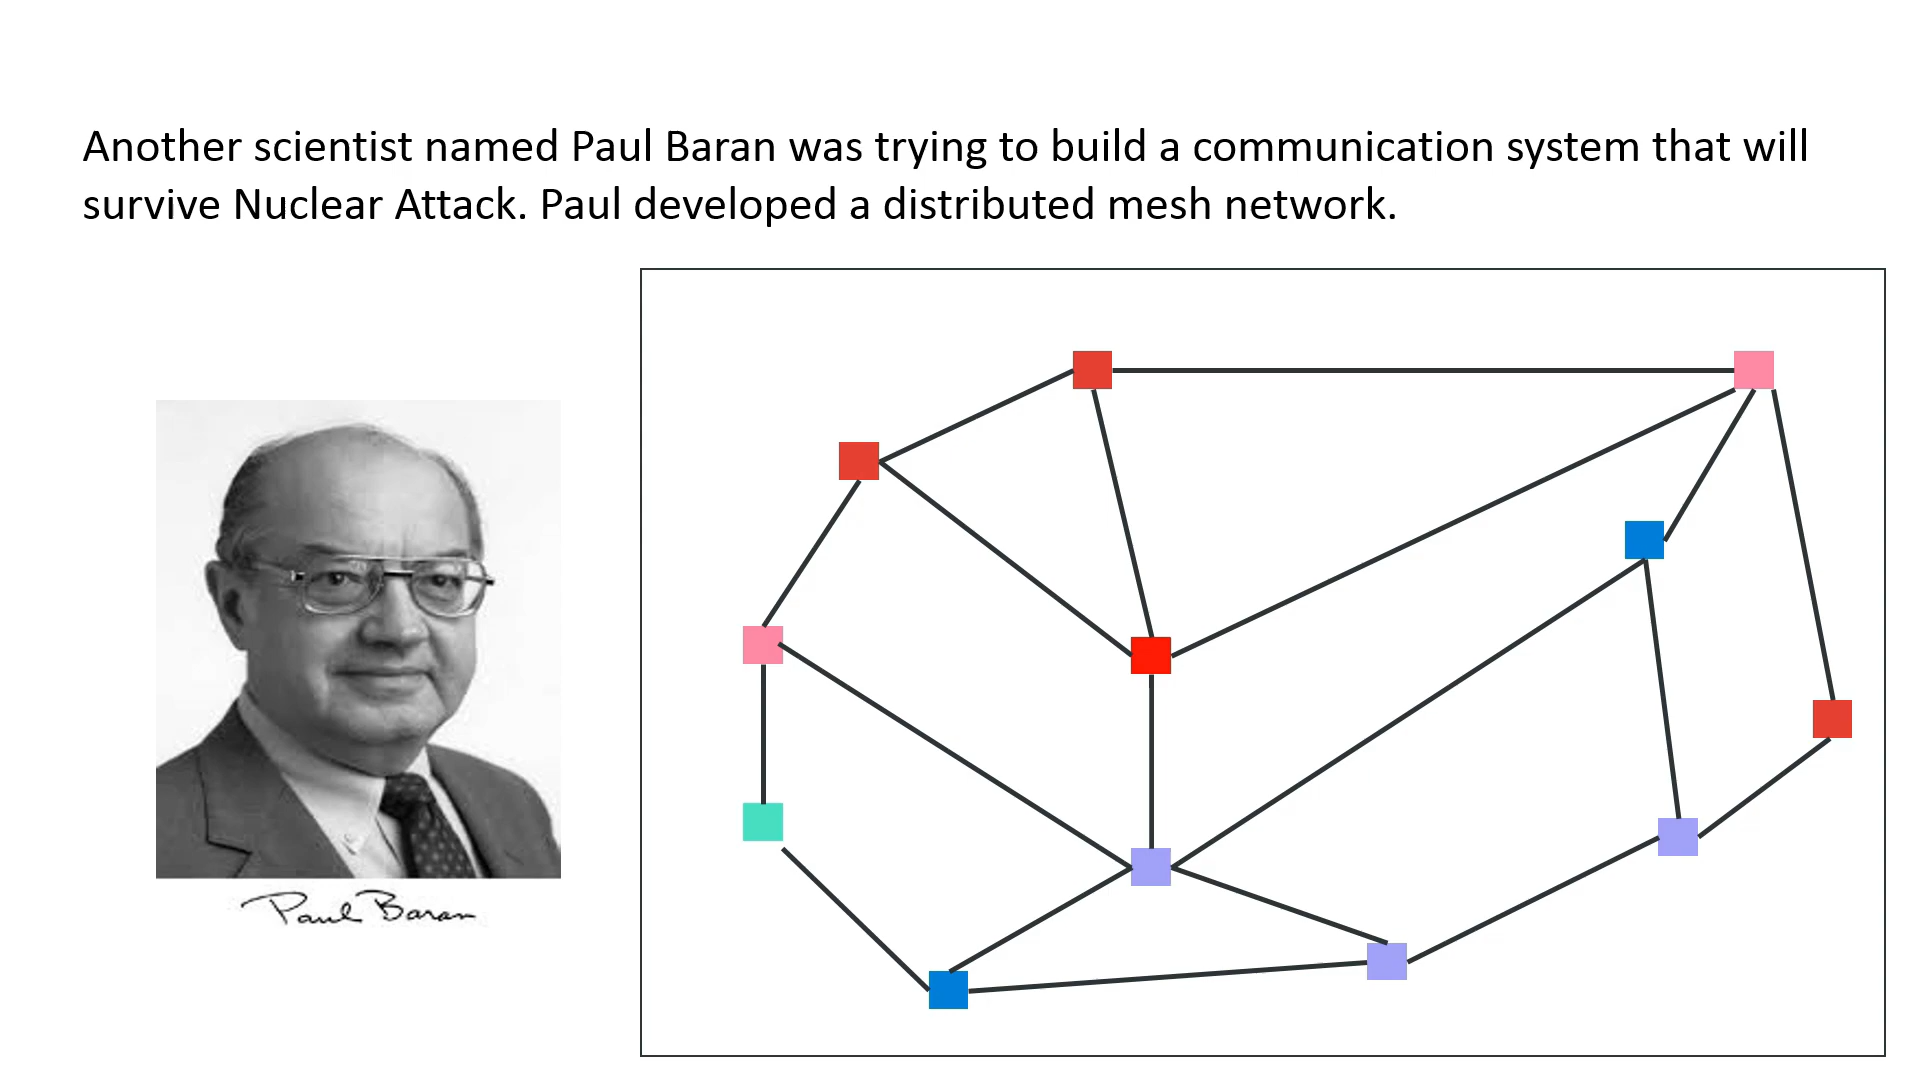 Another scientist named Paul Baran was trying to build a communication system that will
survive Nuclear Attack. Paul developed a distributed mesh network.
Paul Baran